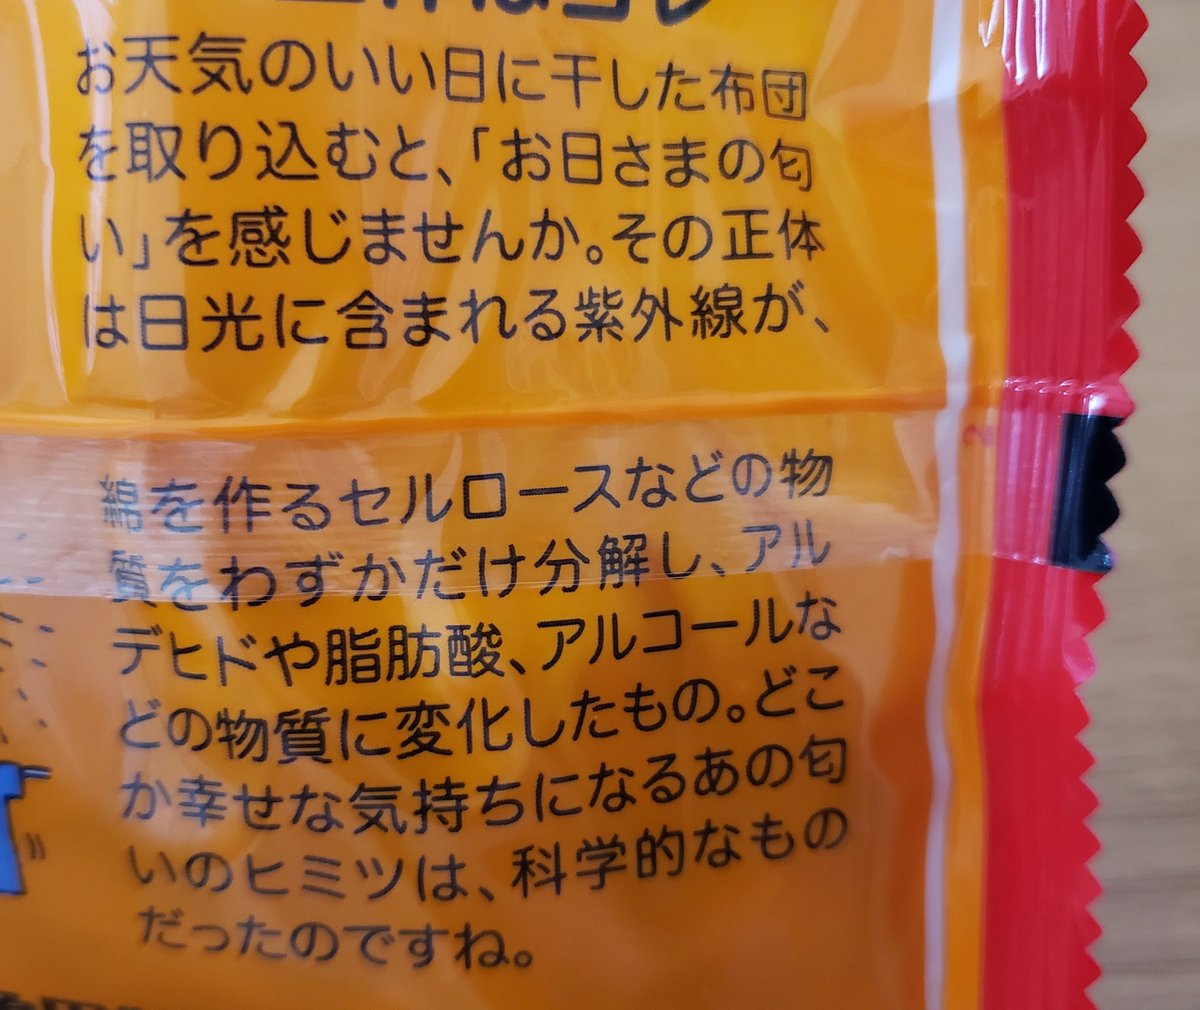 お天気のいい日に干した布団
を取り込むと、「お日さまの匂
い」を感じませんか。その正体
は日光に含まれる紫外線が、
綿を作るセルロースなどの物
質をわずかだけ分解し、アル
デヒドや脂肪酸、アルコールな
どの物質に変化したもの。どこ
か幸せな気持ちになるあの匂
いのヒミツは、科学的なもの
だったのですね。